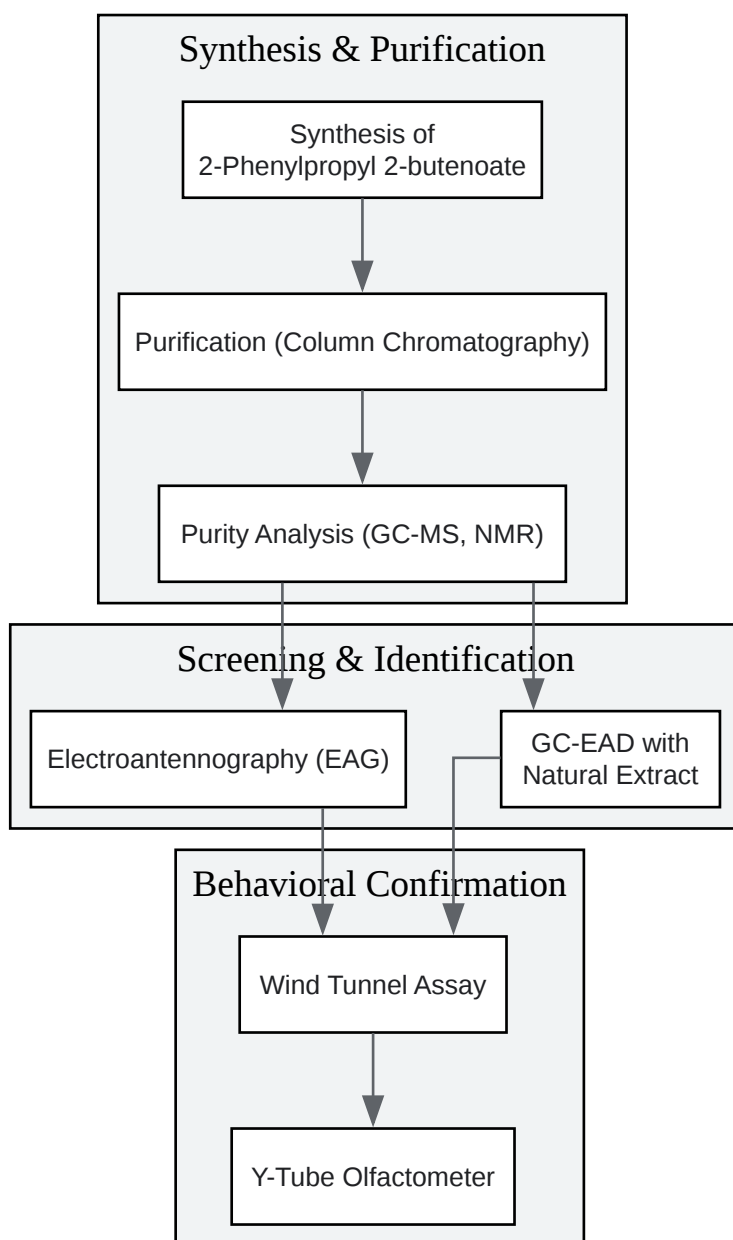 Synthesis & Purification
Synthesis of
2-Phenylpropyl 2-butenoate
Purification (Column Chromatography)
Purity Analysis (GC-MS, NMR)
Screening & Identification
Electroantennography (EAG)
GC-EAD with
Natural Extract
Behavioral Confirmation
Wind Tunnel Assay
Y-Tube Olfactometer